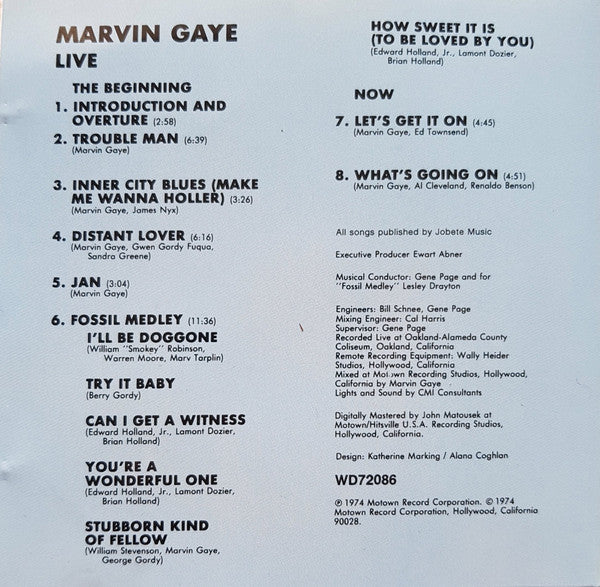 MARVIN GAYE
LIVE
THE BEGINNING
1. INTRODUCTION AND
OVERTURE (2:58)
2. TROUBLE MAN (6:39)
(Marvin Gaye)
3. INNER CITY BLUES (MAKE
ME WANNA HOLLER) (3:26)
(Marvin Gaye, James Nyx)
4. DISTANT LOVER (6:16)
(Marvin Gaye, Gwen Gordy Fuqua,
Sandra Greene)
5. JAN (3:04)
(Marvin Gaye)
6. FOSSIL MEDLEY (11:36)
I'LL BE DOGGONE
(William "Smokey" Robinson,
Warren Moore, Marv Tarplin)
TRY IT BABY
(Berry Gordy)
CAN I GET A WITNESS
(Edward Holland, Jr., Lamont Dozier,
Brian Holland)
YOU'RE A
WONDERFUL ONE
(Edward Holland, Jr., Lamont Dozier,
Brian Holland)
STUBBORN KIND
OF FELLOW
(William Stevenson, Marvin Gaye,
George Gordy)
HOW SWEET IT IS
(TO BE LOVED BY YOU)
(Edward Holland, Jr., Lamont Dozier,
Brian Holland)
NOW
7. LET'S GET IT ON (4:45)
(Marvin Gaye, Ed Townsend)
8. WHAT'S GOING ON (4:51)
(Marvin Gaye, Al Cleveland, Renaldo Benson)
All songs published by Jobete Music
Executive Producer Ewart Abner
Musical Conductor: Gene Page and for
"Fossil Medley" Lesley Drayton
Engineers: Bill Schnee, Gene Page
Mixing Engineer: Cal Harris
Supervisor: Gene Page
Recorded Live at Oakland-Alameda County
Coliseum, Oakland, California
Remote Recording Equipment: Wally Heider
Studios, Hollywood, California
Mixed at Motown Recording Studios, Hollywood,
California by Marvin Gaye
Lights and Sound by CMI Consultants
Digitally Mastered by John Matousek at
Motown/Hitsville U.S.A. Recording Studios,
Hollywood, California.
Design: Katherine Marking / Alana Coghlan
WD72086
℗ 1974 Motown Record Corporation. © 1974
Motown Record Corporation, Hollywood, California
90028.